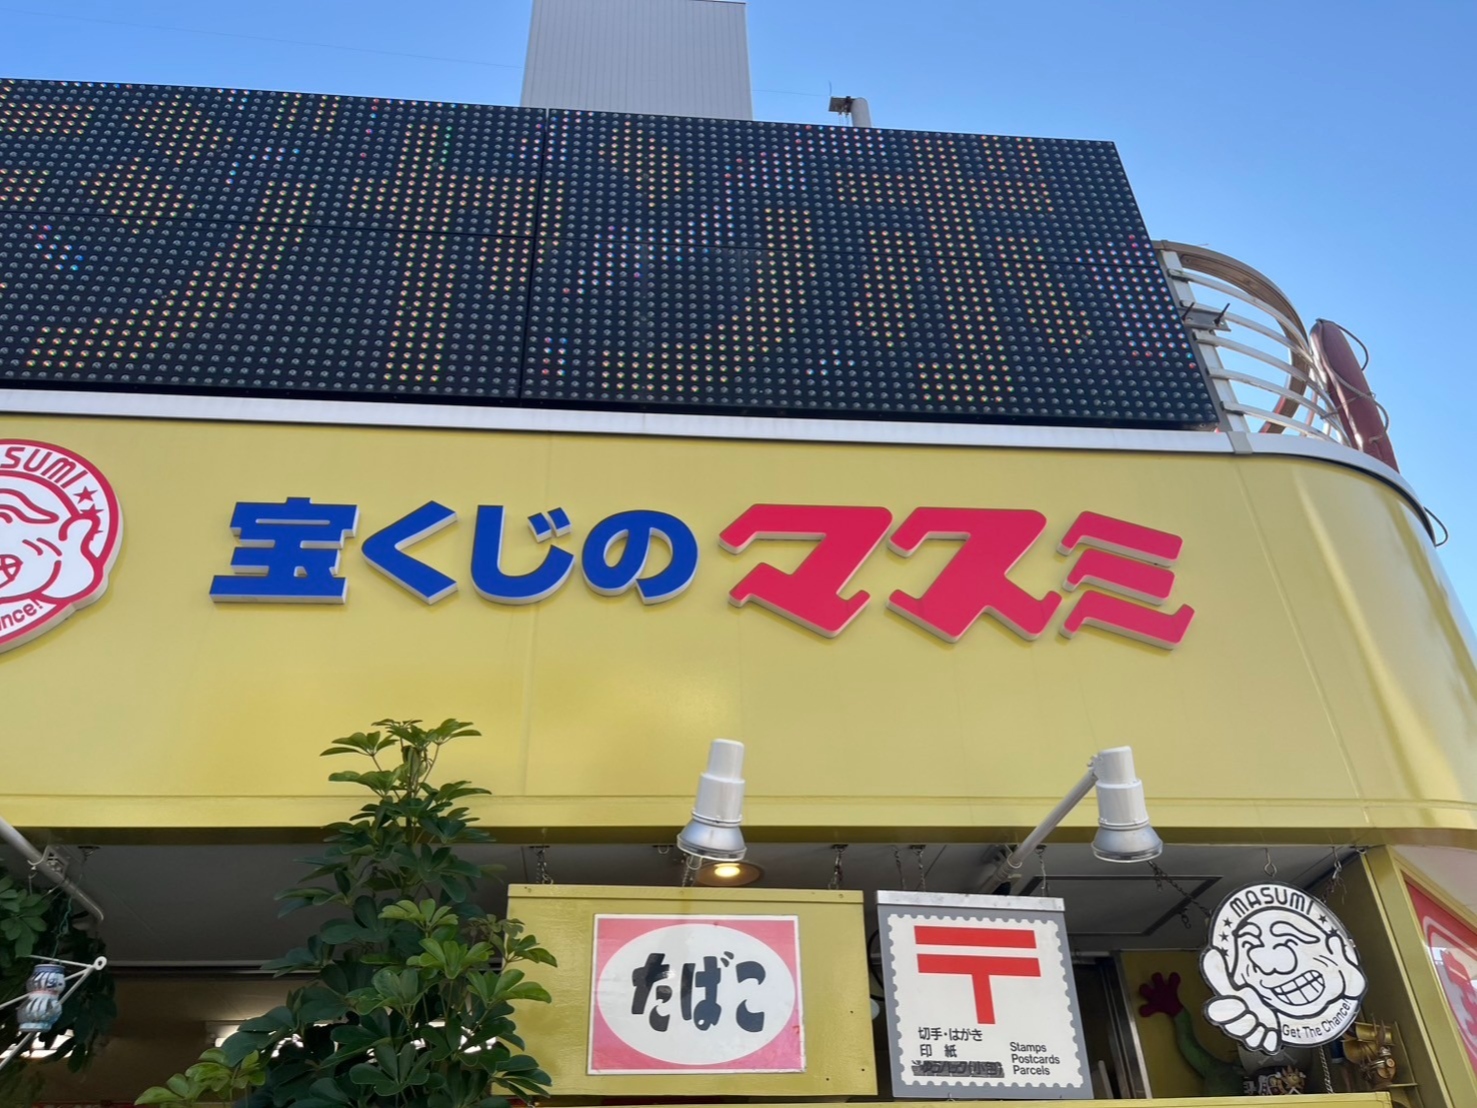 MASUMI
宝くじのマスミ
たばこ
切手・はがき
印紙
Stamps
Postcards
Parcels
MASUMI
Get The Chance!